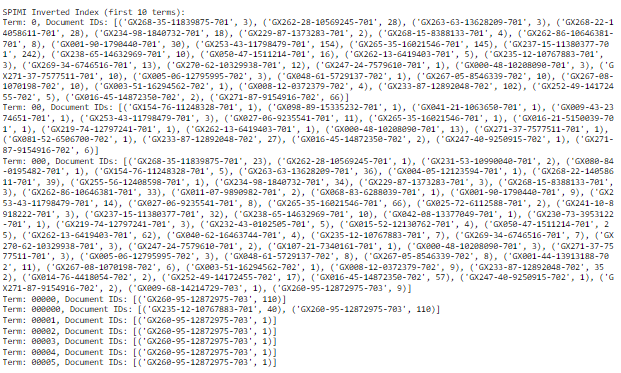 SPIMI Inverted Index (first 10 terms):
Term: 0, Document IDs: [('GX268-35-11839875-701', 3), ('GX262-28-10569245-701', 28), ('GX263-63-13628209-701', 3), ('GX268-22-1
4058611-701', 28), ('GX234-98-1840732-701', 18), ('GX229-87-1373283-701', 2), ('GX268-15-8388133-701', 4), ('GX262-86-10646381
-701', 8), ('GX001-90-1790440-701', 30), ('GX253-43-11798479-701', 154), ('GX265-35-16021546-701', 145), ('GX237-15-11380377-70
1', 242), ('GX238-65-14632969-701', 10), ('GX050-47-1511214-701', 16), ('GX262-13-6419403-701', 5), ('GX235-12-10767883-701',
3), ('GX269-34-6746516-701', 13), ('GX270-62-10329938-701', 12), ('GX247-24-7579610-701', 1), ('GX000-48-10208090-701', 3), ('G
X271-37-7577511-701', 10), ('GX005-06-12795995-702', 3), ('GX048-61-5729137-702', 1), ('GX267-05-8546339-702', 10), ('GX267-08-
1070198-702', 10), ('GX003-51-16294562-702', 1), ('GX008-12-0372379-702', 4), ('GX233-87-12892048-702', 102), ('GX252-49-141724
55-702', 5), ('GX016-45-14872350-702', 2), ('GX271-87-9154916-702', 66)]
Term: 00, Document IDs: [('GX154-76-11248328-701', 1), ('GX098-89-15335232-701', 1), ('GX041-21-1063650-701', 1), ('GX009-43-23
74651-701', 1), ('GX253-43-11798479-701', 3), ('GX027-06-9235541-701', 11), ('GX265-35-16021546-701', 1), ('GX016-21-5150039-70
1', 1), ('GX219-74-12797241-701', 1), ('GX262-13-6419403-701', 1), ('GX000-48-10208090-701', 13), ('GX271-37-7577511-701', 1),
('GX081-52-6506700-702', 1), ('GX233-87-12892048-702', 27), ('GX016-45-14872350-702', 2), ('GX247-40-9250915-702', 1), ('GX271-
87-9154916-702', 6)]
Term: 000, Document IDs: [('GX268-35-11839875-701', 23), ('GX262-28-10569245-701', 1), ('GX231-53-10990040-701', 2), ('GX080-84
-0195482-701', 1), ('GX154-76-11248328-701', 5), ('GX263-63-13628209-701', 36), ('GX004-05-12123594-701', 1), ('GX268-22-140586
11-701', 39), ('GX255-56-12408598-701', 1), ('GX234-98-1840732-701', 34), ('GX229-87-1373283-701', 3), ('GX268-15-8388133-701',
3), ('GX262-86-10646381-701', 33), ('GX011-07-9890982-701', 2), ('GX068-83-6288039-701', 1), ('GX001-90-1790440-701', 9), ('GX2
53-43-11798479-701', 14), ('GX027-06-9235541-701', 8), ('GX265-35-16021546-701', 66), ('GX025-72-6112588-701', 2), ('GX241-10-8
918222-701', 3), ('GX237-15-11380377-701', 32), ('GX238-65-14632969-701', 10), ('GX042-08-13377049-701', 1), ('GX230-73-3953122
-701', 1), ('GX219-74-12797241-701', 3), ('GX232-43-0102505-701', 5), ('GX015-52-12130762-701', 4), ('GX050-47-1511214-701', 2
5), ('GX262-13-6419403-701', 62), ('GX040-62-16463744-701', 4), ('GX235-12-10767883-701', 7), ('GX269-34-6746516-701', 7), ('GX
270-62-10329938-701', 3), ('GX247-24-7579610-701', 2), ('GX107-21-7340161-701', 1), ('GX000-48-10208090-701', 3), ('GX271-37-75
77511-701', 3), ('GX005-06-12795995-702', 3), ('GX048-61-5729137-702', 8), ('GX267-05-8546339-702', 8), ('GX001-44-13913188-70
2', 11), ('GX267-08-1070198-702', 6), ('GX003-51-16294562-702', 1), ('GX008-12-0372379-702', 9), ('GX233-87-12892048-702', 35
2), ('GX014-76-4418054-702', 2), ('GX252-49-14172455-702', 17), ('GX016-45-14872350-702', 57), ('GX247-40-9250915-702', 1), ('G
X271-87-9154916-702', 2), ('GX009-68-14214729-703', 1), ('GX260-95-12872975-703', 9)]
Term: 00000, Document IDs: [('GX260-95-12872975-703', 110)]
Term: 000000, Document IDs: [('GX235-12-10767883-701', 40), ('GX260-95-12872975-703', 110)]
Term: 00001, Document IDs: [('GX260-95-12872975-703', 1)]
Term: 00002, Document IDs: [('GX260-95-12872975-703', 1)]
Term: 00003, Document IDs: [('GX260-95-12872975-703', 1)]
Term: 00004, Document IDs: [('GX260-95-12872975-703', 1)]
Term: 00005, Document IDs: [('GX260-95-12872975-703', 1)]